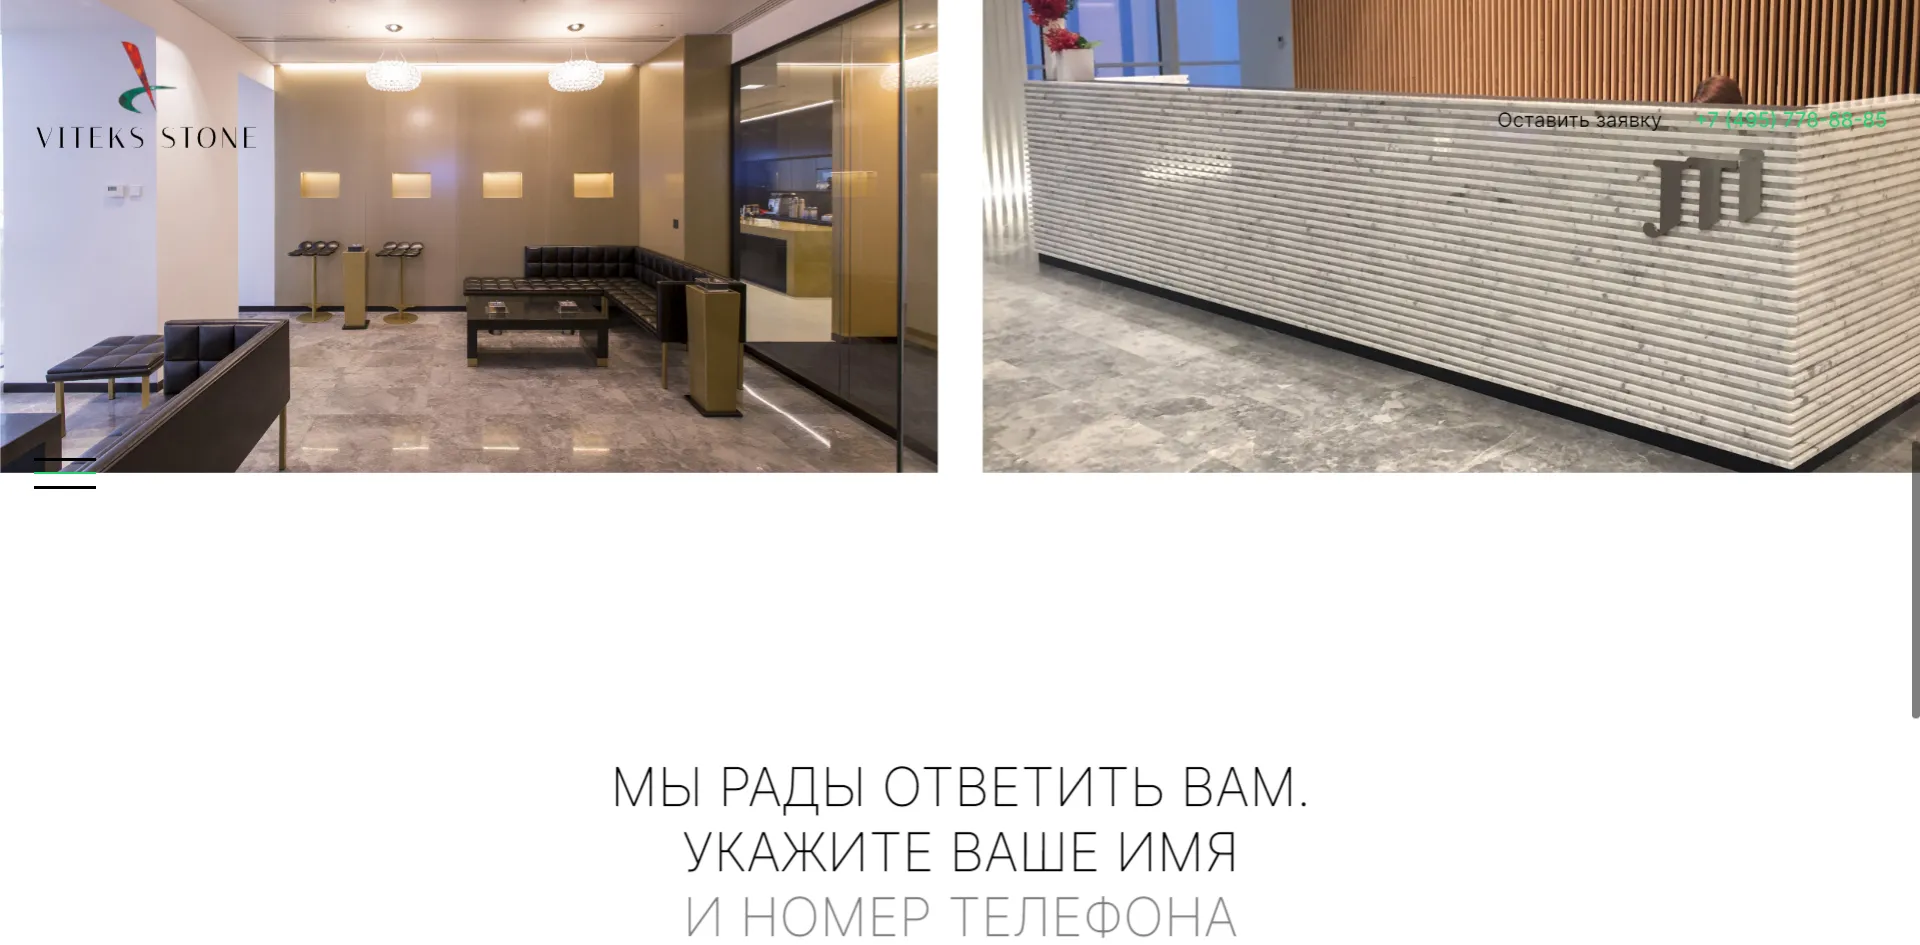 VITEKS STONE
Оставить заявку
+7 (495) 778-88-85
JTi
МЫ РАДЫ ОТВЕТИТЬ ВАМ.
УКАЖИТЕ ВАШЕ ИМЯ
И НОМЕР ТЕЛЕФОНА